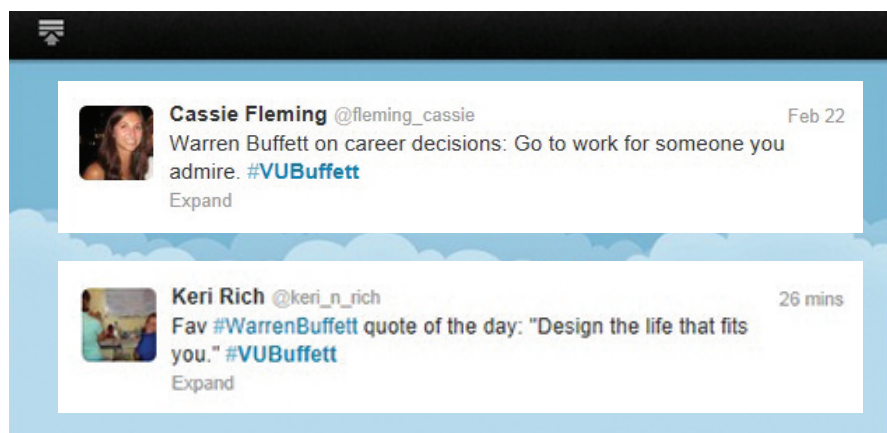 Cassie Fleming @fleming_cassie Feb 22
Warren Buffett on career decisions: Go to work for someone you
admire. #VUBuffett
Expand
Keri Rich @keri_n_rich 26 mins
Fav #WarrenBuffett quote of the day: "Design the life that fits
you." #VUBuffett
Expand